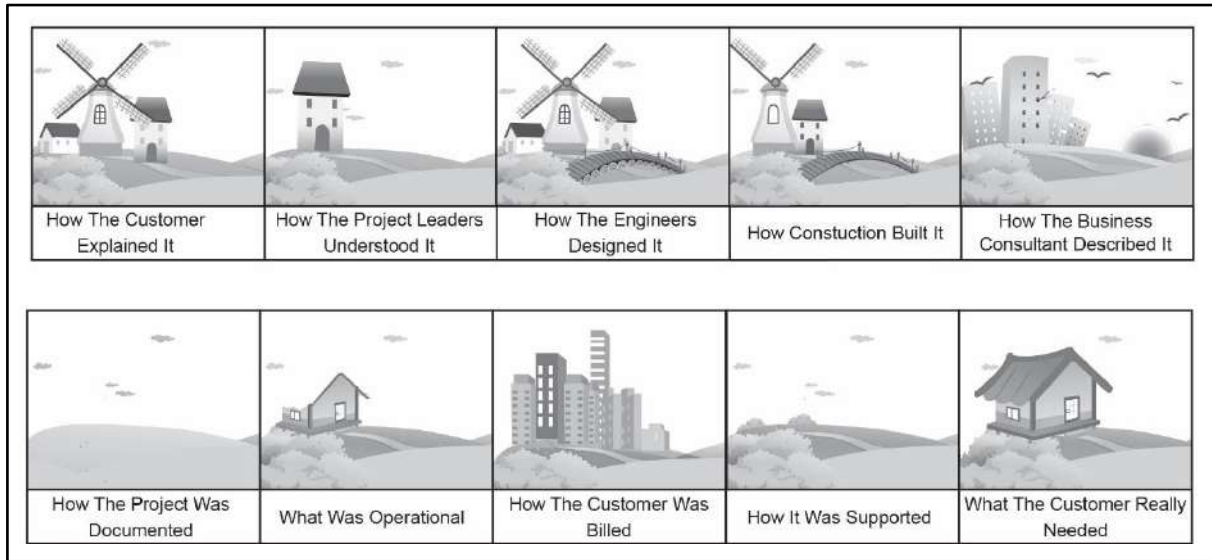 How The Customer
Explained It
How The Project Leaders
Understood It
How The Engineers
Designed It
How Constuction Built It
How The Business
Consultant Described It
How The Project Was
Documented
What Was Operational
How The Customer Was
Billed
How It Was Supported
What The Customer Really
Needed